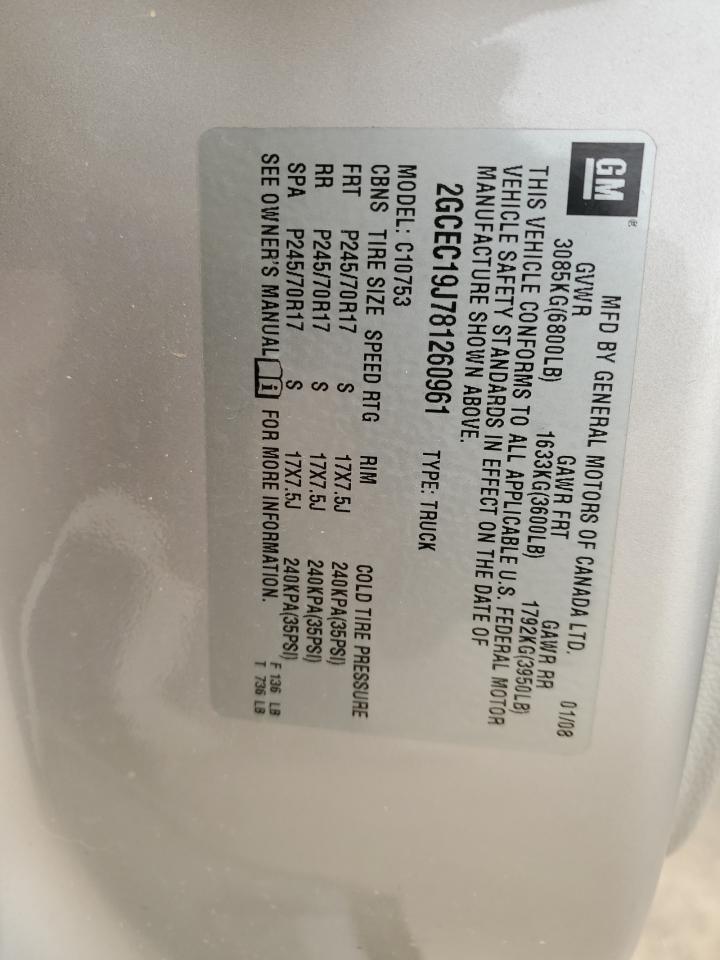 GM®
MFD BY GENERAL MOTORS OF CANADA LTD.
01/08
GVWR GAWR FRT GAWR RR
3085KG(6800LB) 1633KG(3600LB) 1792KG(3950LB)
THIS VEHICLE CONFORMS TO ALL APPLICABLE U.S. FEDERAL MOTOR
VEHICLE SAFETY STANDARDS IN EFFECT ON THE DATE OF
MANUFACTURE SHOWN ABOVE.
2GCEC19J781260961 TYPE: TRUCK
MODEL: C10753
CBNS TIRE SIZE SPEED RTG RIM COLD TIRE PRESSURE
FRT P245/70R17 S 17X7.5J 240KPA(35PSI)
RR P245/70R17 S 17X7.5J 240KPA(35PSI)
SPA P245/70R17 S 17X7.5J 240KPA(35PSI)
SEE OWNER'S MANUAL i FOR MORE INFORMATION.
F 136 LB
T 736 LB